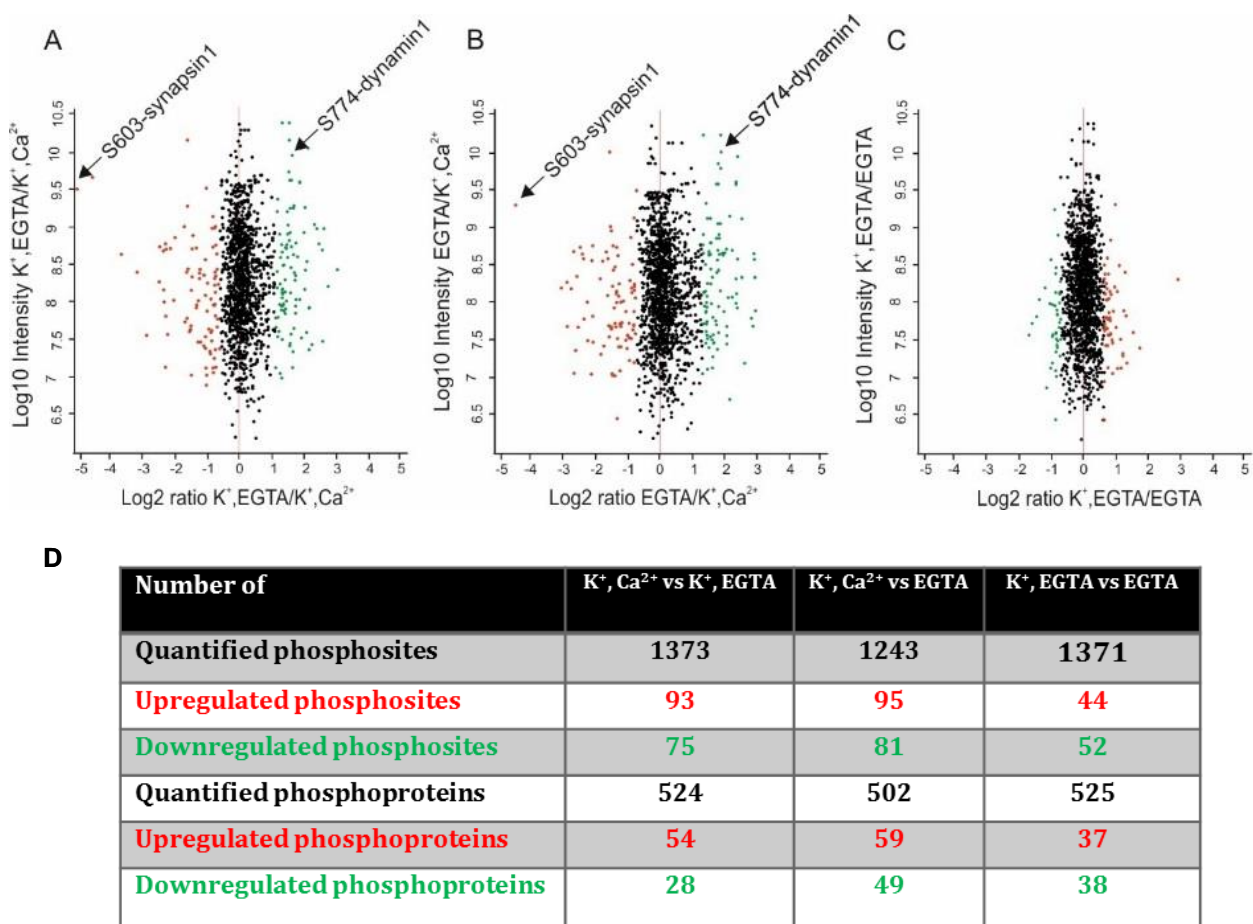 A
B
C
S603-synapsin1
S774-dynamin1
S603-synapsin1
S774-dynamin1
Log10 Intensity K⁺,EGTA/K⁺,Ca²⁺
10.5
10
9.5
9
8.5
8
7.5
7
6.5
-5 -4 -3 -2 -1 0 1 2 3 4 5
Log2 ratio K⁺,EGTA/K⁺,Ca²⁺
Log10 Intensity EGTA/K⁺,Ca²⁺
10.5
10
9.5
9
8.5
8
7.5
7
6.5
-5 -4 -3 -2 -1 0 1 2 3 4 5
Log2 ratio EGTA/K⁺,Ca²⁺
Log10 Intensity K⁺,EGTA/EGTA
10.5
10
9.5
9
8.5
8
7.5
7
6.5
-5 -4 -3 -2 -1 0 1 2 3 4 5
Log2 ratio K⁺,EGTA/EGTA
D
Number of K⁺, Ca²⁺ vs K⁺, EGTA K⁺, Ca²⁺ vs EGTA K⁺, EGTA vs EGTA
Quantified phosphosites 1373 1243 1371
Upregulated phosphosites 93 95 44
Downregulated phosphosites 75 81 52
Quantified phosphoproteins 524 502 525
Upregulated phosphoproteins 54 59 37
Downregulated phosphoproteins 28 49 38